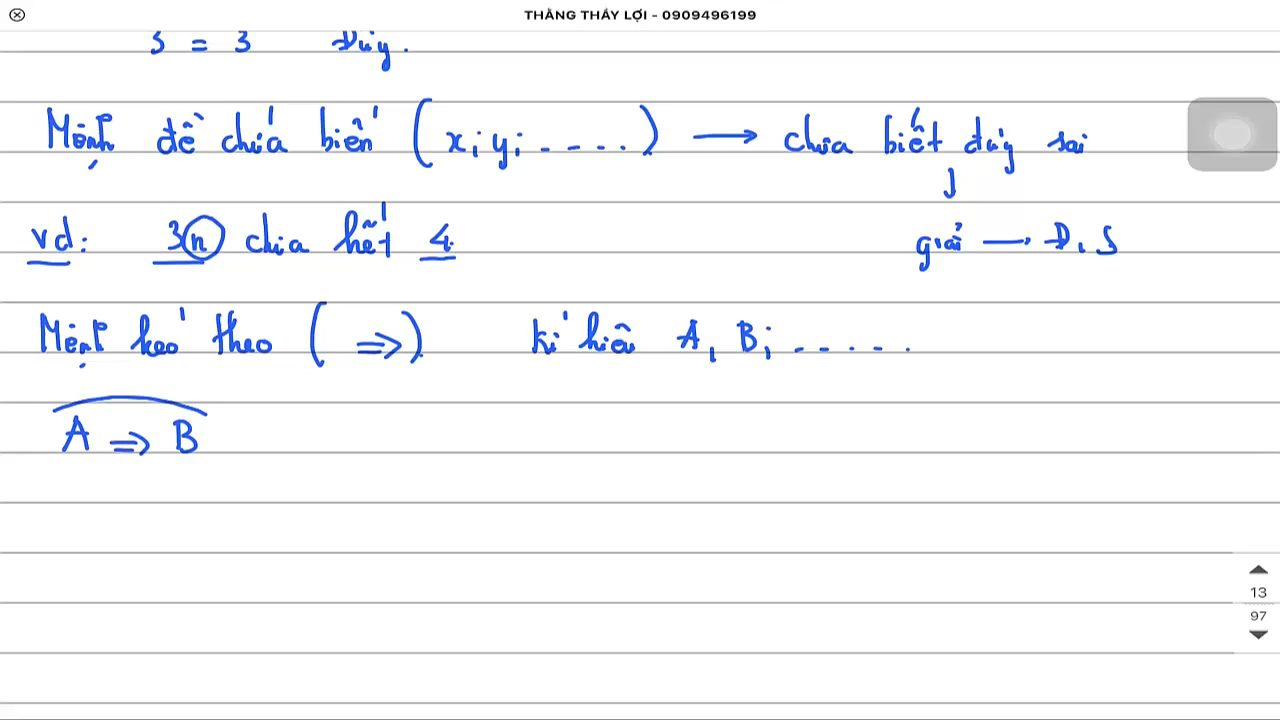 THẮNG THẦY LỢI - 0909496199
5 = 3 Đúng.
Mệnh đề chứa biến (x; y; .....) → chưa biết đúng sai
vd: 3n chia hết 4.
giải → Đ, S
Mệnh kéo theo (⇒) kí hiệu A, B; ......
A ⇒ B
13
97